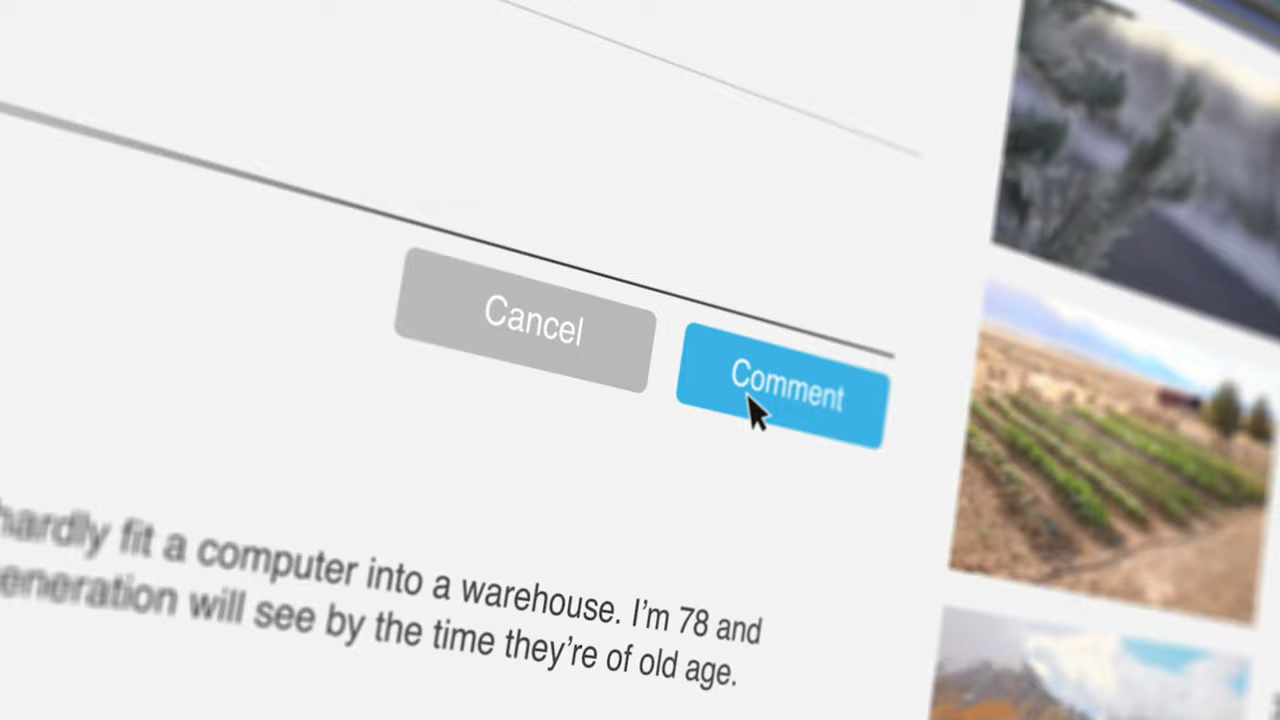 Cancel
Comment
hardly fit a computer into a warehouse. I'm 78 and
eneration will see by the time they're of old age.